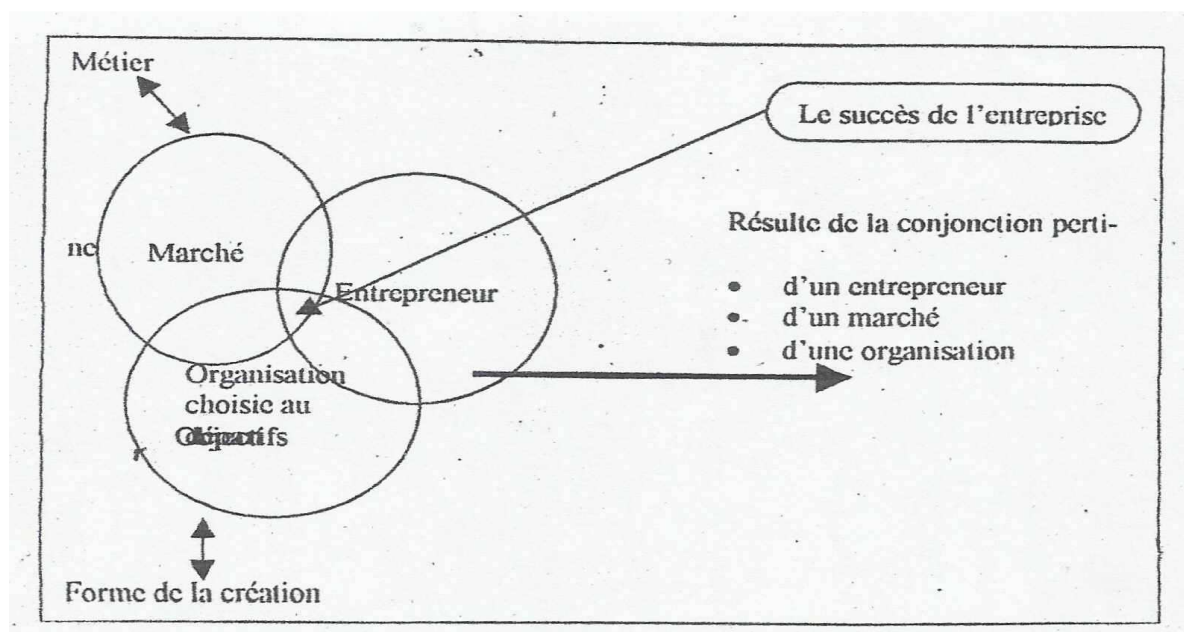 Métier
Le succès de l'entreprise
Résulte de la conjonction perti-
ne
Marché
Entrepreneur
• d'un entrepreneur
• d'un marché
• d'une organisation
Organisation
choisie au
Forme de la création